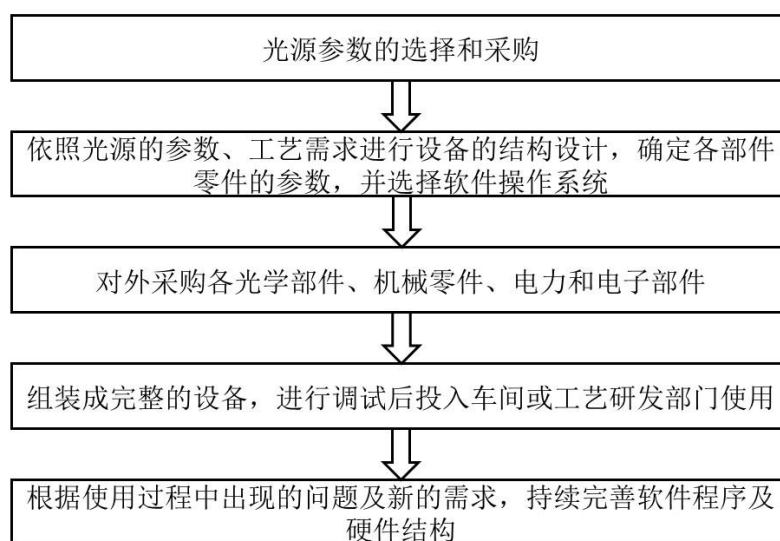 光源参数的选择和采购
依照光源的参数、工艺需求进行设备的结构设计，确定各部件
零件的参数，并选择软件操作系统
对外采购各光学部件、机械零件、电力和电子部件
组装成完整的设备，进行调试后投入车间或工艺研发部门使用
根据使用过程中出现的问题及新的需求，持续完善软件程序及
硬件结构